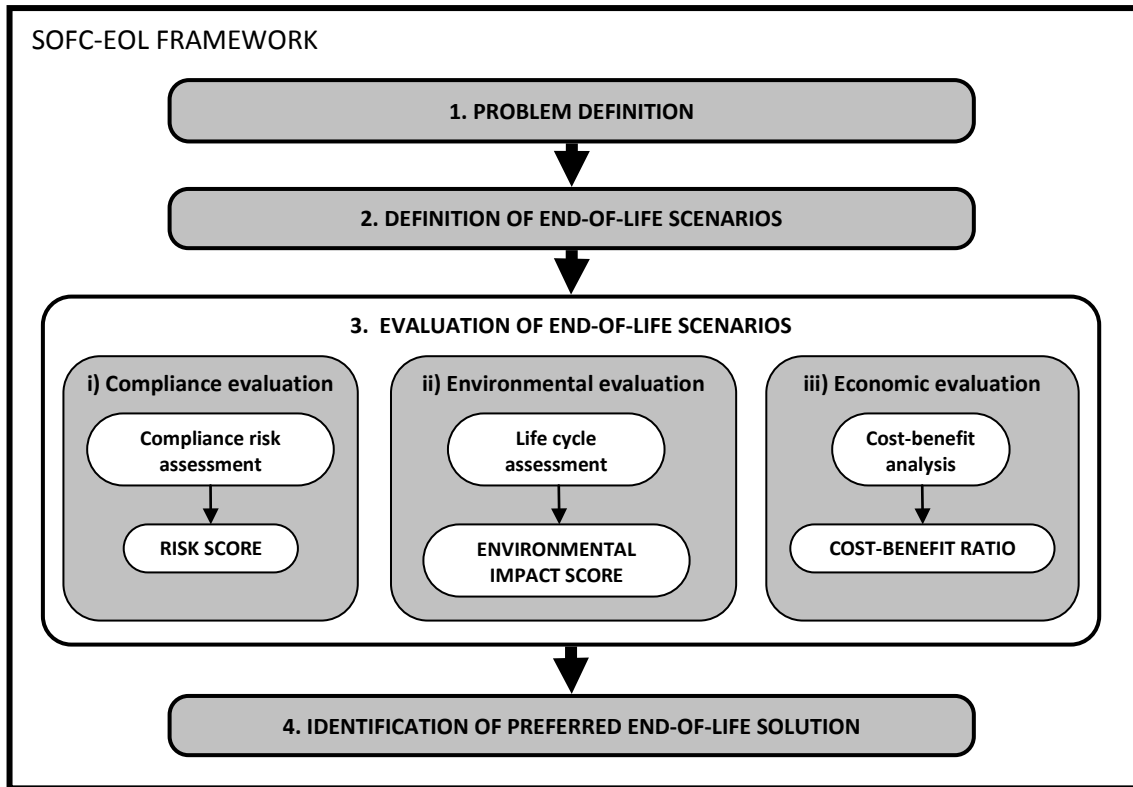 SOFC-EOL FRAMEWORK
1. PROBLEM DEFINITION
2. DEFINITION OF END-OF-LIFE SCENARIOS
3. EVALUATION OF END-OF-LIFE SCENARIOS
i) Compliance evaluation
Compliance risk
assessment
RISK SCORE
ii) Environmental evaluation
Life cycle
assessment
ENVIRONMENTAL
IMPACT SCORE
iii) Economic evaluation
Cost-benefit
analysis
COST-BENEFIT RATIO
4. IDENTIFICATION OF PREFERRED END-OF-LIFE SOLUTION